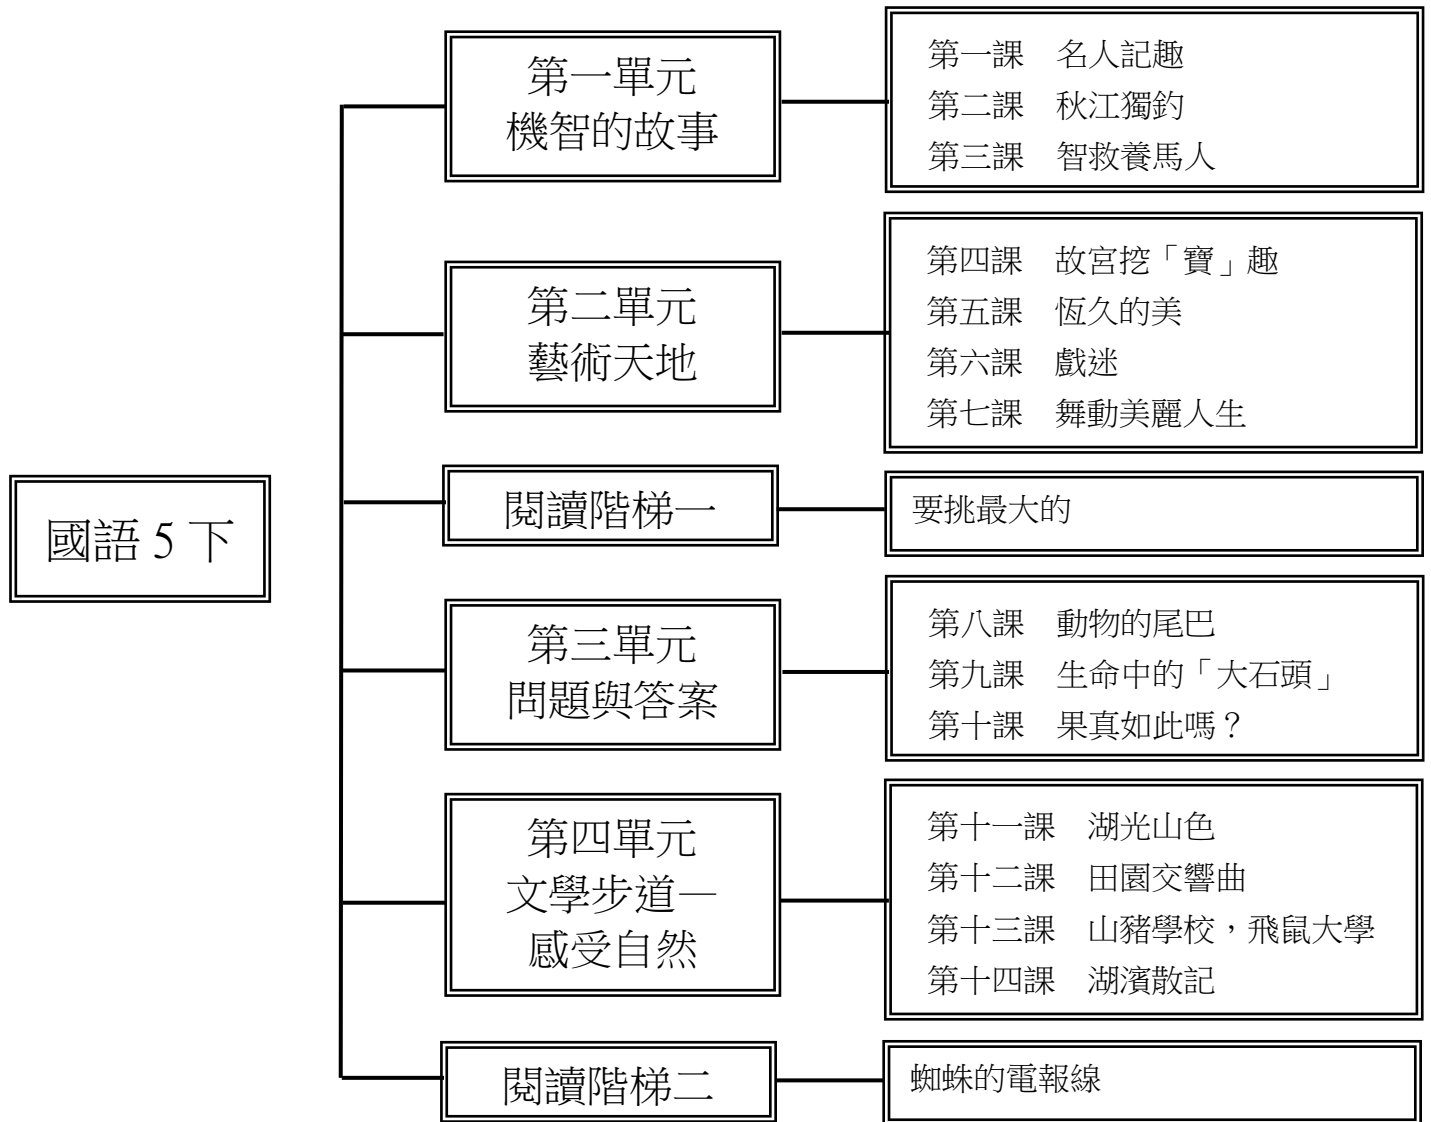 國語 5 下
第一單元
機智的故事
第一課　名人記趣
第二課　秋江獨釣
第三課　智救養馬人
第二單元
藝術天地
第四課　故宮挖「寶」趣
第五課　恆久的美
第六課　戲迷
第七課　舞動美麗人生
閱讀階梯一
要挑最大的
第三單元
問題與答案
第八課　動物的尾巴
第九課　生命中的「大石頭」
第十課　果真如此嗎？
第四單元
文學步道—
感受自然
第十一課　湖光山色
第十二課　田園交響曲
第十三課　山豬學校，飛鼠大學
第十四課　湖濱散記
閱讀階梯二
蜘蛛的電報線